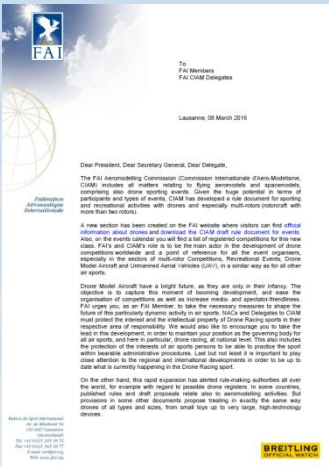 FAI
To
FAI Members
FAI CIAM Delegates
Lausanne, 08 March 2016
Dear President, Dear Secretary General, Dear Delegate,
The FAI Aeromodelling Commission (Commission Internationale d'Aéro-Modelisme,
CIAM) includes all matters relating to flying aeromodels and spacemodels,
comprising also drone sporting events. Given the huge potential in terms of
participants and types of events, CIAM has developed a rule document for sporting
and recreational activities with drones and especially multi-rotors (rotorcraft with
more than two rotors).
Fédération
Aéronautique
Internationale
A new section has been created on the FAI website where visitors can find official
information about drones and download the CIAM draft rule document for events.
Also, on the events calendar you will find a list of registered competitions for this new
class. FAI's and CIAM's role is to be the main actor in the development of drone
competitions worldwide and a point of reference for all the event organisers,
especially in the sectors of multi-rotor Competitions, Recreational Events, Drone
Model Aircraft and Unmanned Aerial Vehicles (UAV), in a similar way as for all other
air sports.
Drone Model Aircraft have a bright future, as they are only in their infancy. The
objective is to capture this moment of booming development, and ease the
organisation of competitions as well as increase media- and spectator-friendliness.
FAI urges you, as an FAI Member, to take the necessary measures to shape the
future of this particularly dynamic activity in air sports. NACs and Delegates to CIAM
must protect the interest and the intellectual property of Drone Racing sports in their
respective area of responsibility. We would also like to encourage you to take the
lead in this development, in order to maintain your position as the governing body for
all air sports, and here in particular, drone racing, at national level. This also includes
the protection of the interests of air sports persons to be able to practice the sport
within bearable administrative procedures. Last but not least it is important to play
close attention to the regional and international developments in order to be up to
date what is currently happening in the Drone Racing sport.
On the other hand, this rapid expansion has alerted rule-making authorities all over
the world, for example with regard to possible drone registers. In some countries,
published rules and draft proposals relate also to aeromodelling activities. But
provisions in some other documents propose treating in exactly the same way
drones of all types and sizes, from small toys up to very large, high-technology
devices.
Maison du Sport International
Av. de Rhodanie 54
Switzerland
BREITLING
OFFICIAL WATCH